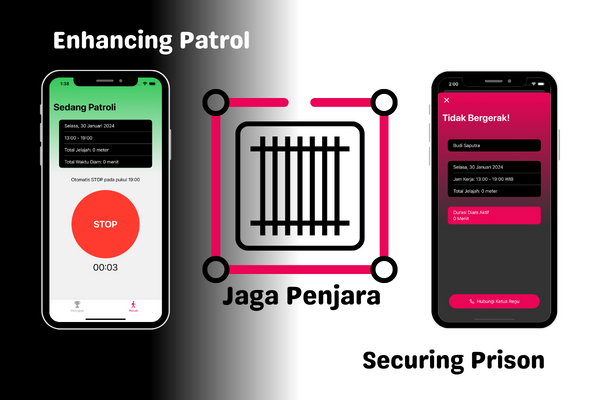 Enhancing Patrol
1:59
Sedang Patroli
Selasa, 30 Januari 2024
13:00 - 19:00
Total Jelajah: 0 meter
Total Waktu Diam: 0 menit
Otomatis STOP pada pukul 19:00
STOP
00:03
Patroli
Jaga Penjara
2:00
Tidak Bergerak!
Budi Saputra
Selasa, 30 Januari 2024
Jam Kerja: 13:00 - 19:00 WIB
Total Jelajah: 0 meter
Durasi Diam Aktif
0 Menit
Hubungi Ketua Regu
Securing Prison